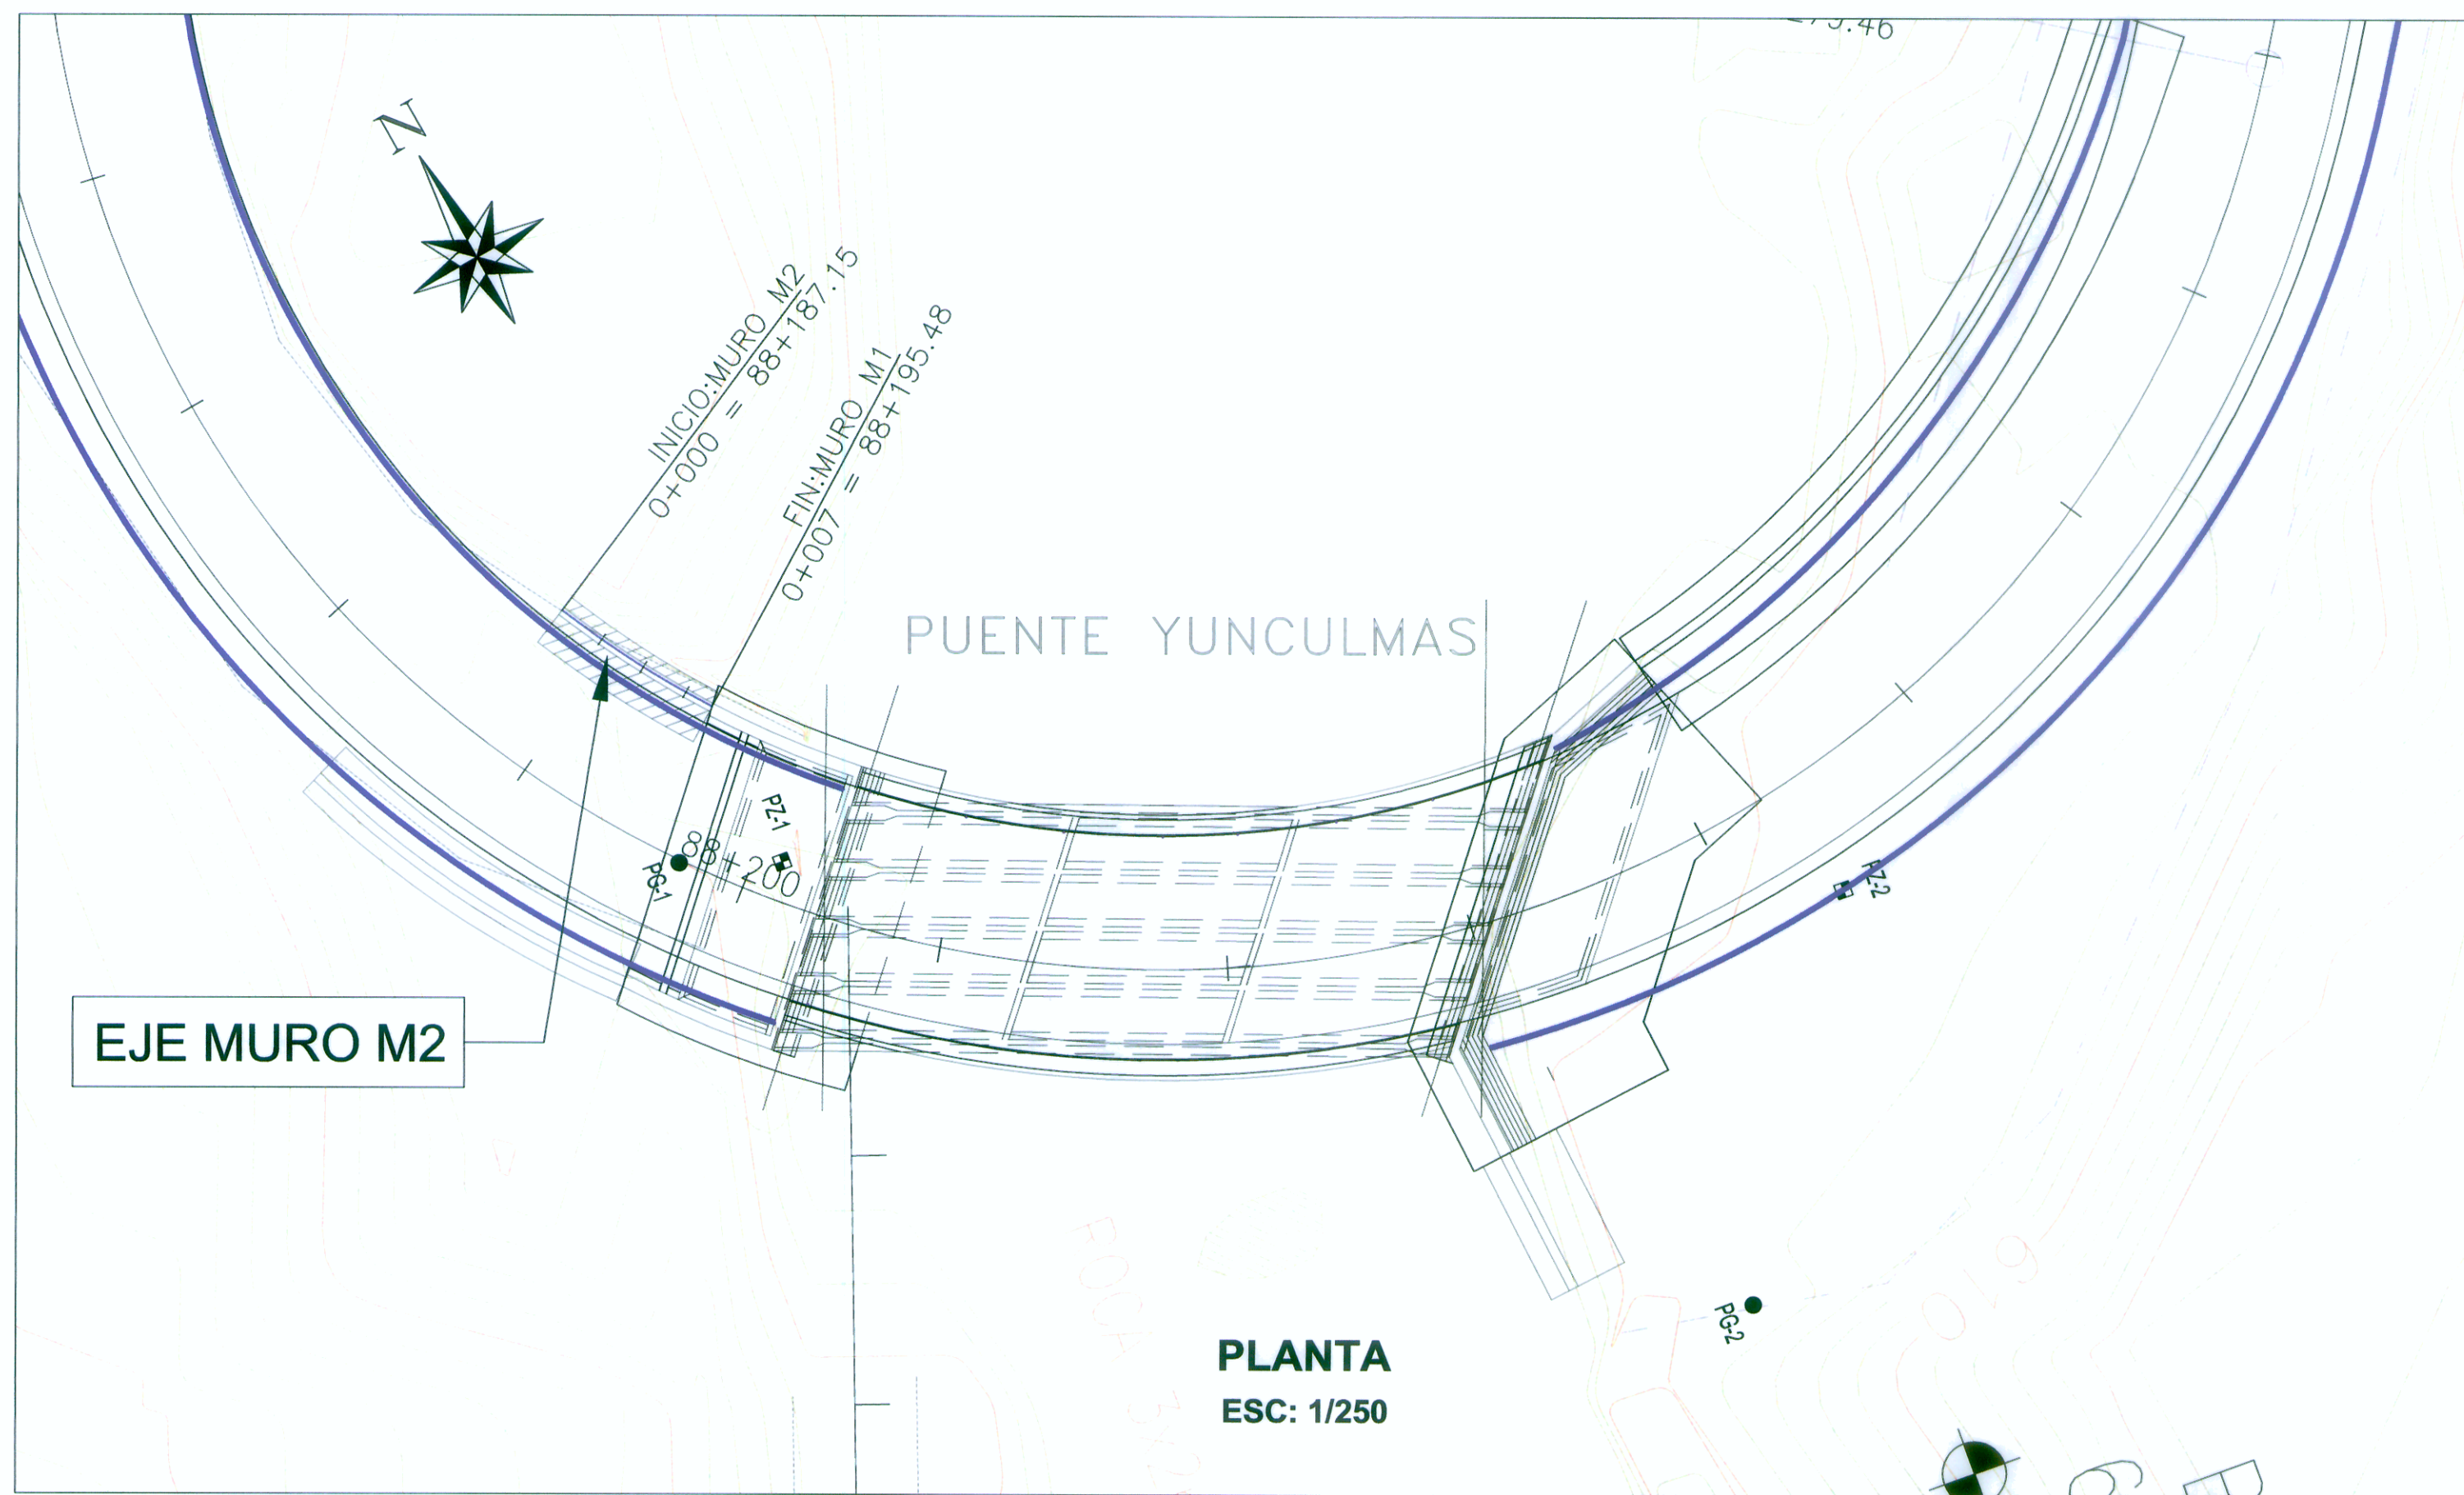 N
INICIO:MURO M2
0+000 = 88+187.15
FIN:MURO M1
0+007 = 88+195.48
PUENTE YUNCULMAS
PZ-1
88+200
PG-1
PZ-2
EJE MURO M2
PG-2
PLANTA
ESC: 1/250